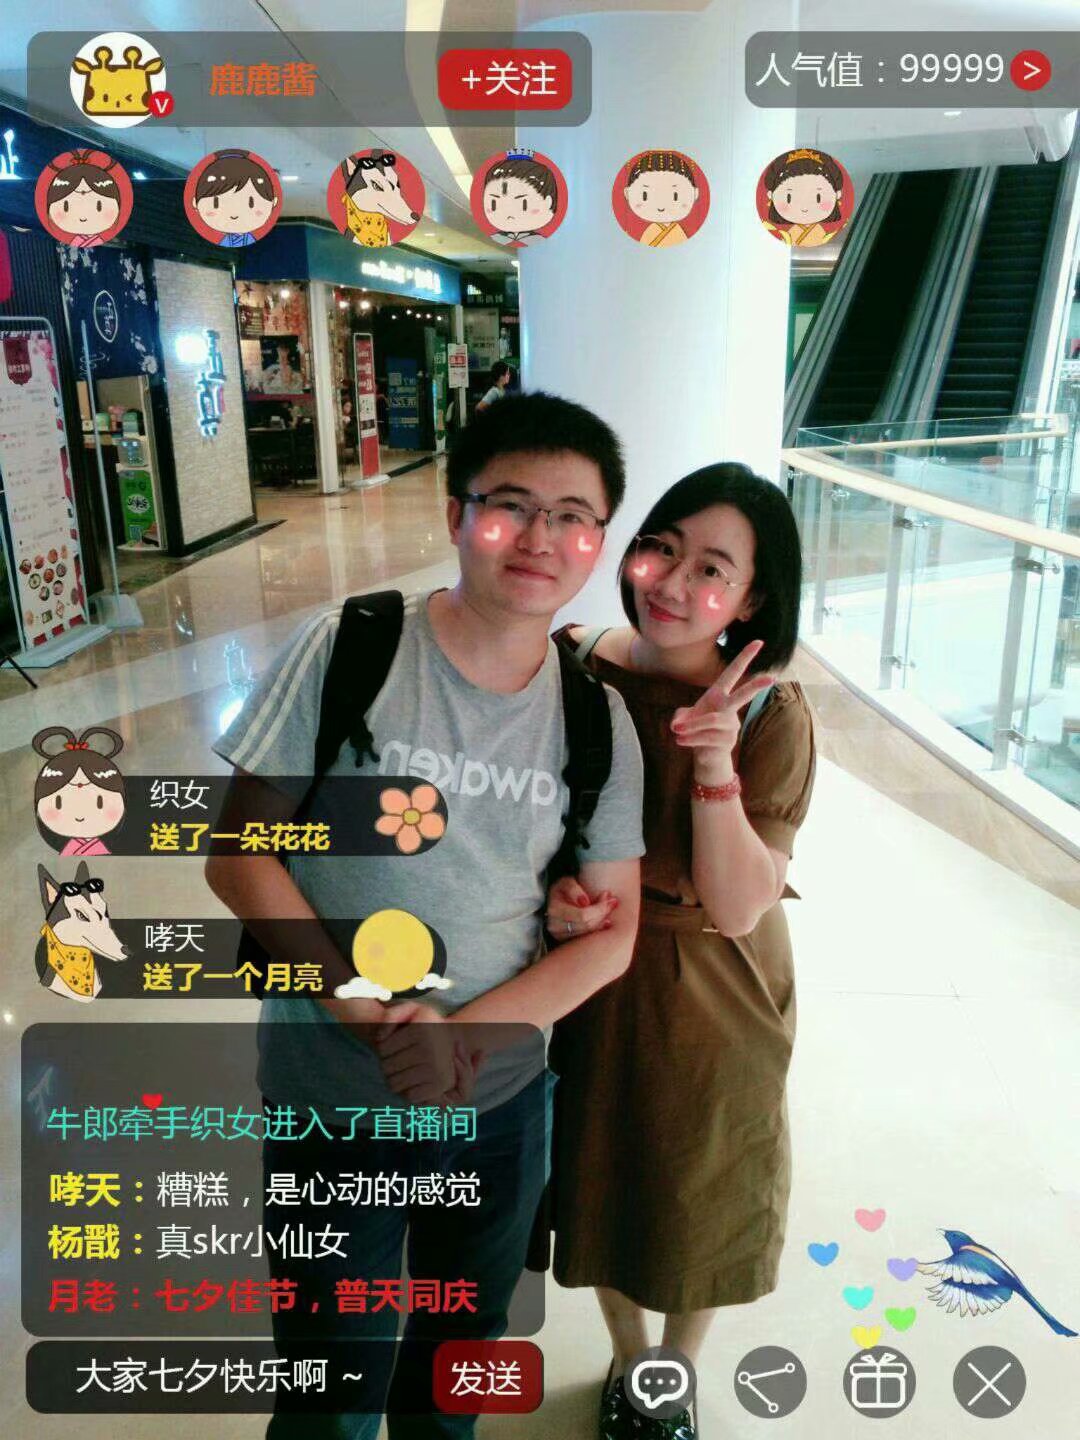 鹿鹿酱
+关注
人气值：99999 >
V
织女
送了一朵花花
awaken
哮天
送了一个月亮
牛郎牵手织女进入了直播间
哮天：糟糕，是心动的感觉
杨戬：真skr小仙女
月老：七夕佳节，普天同庆
大家七夕快乐啊 ~
发送